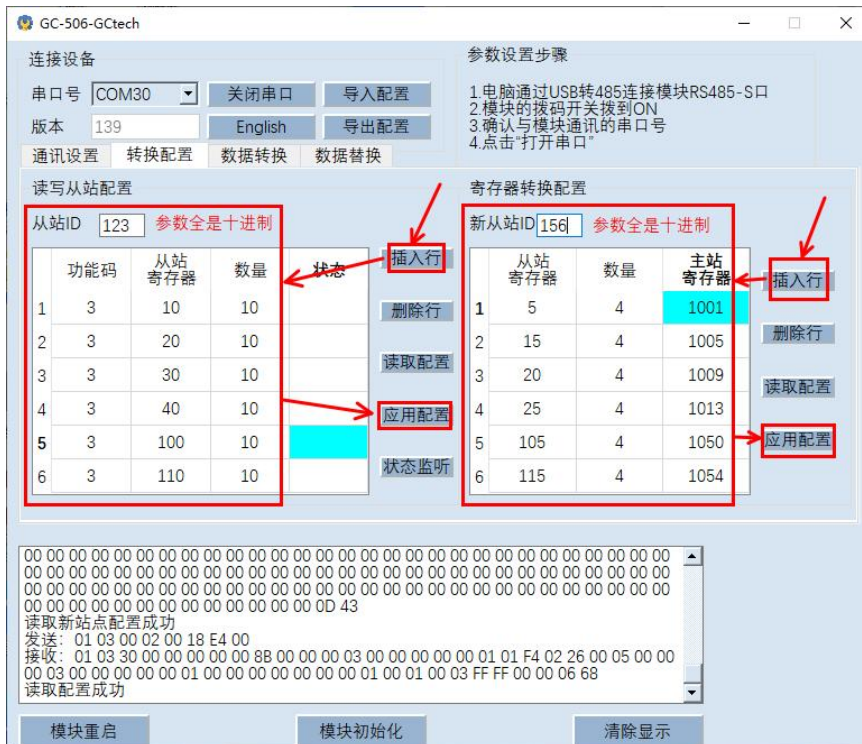 GC-506-GCtech
连接设备
串口号 COM30 关闭串口 导入配置
版本 139 English 导出配置
参数设置步骤
1.电脑通过USB转485连接模块RS485-S口
2.模块的拨码开关拨到ON
3.确认与模块通讯的串口号
4.点击“打开串口”
通讯设置 转换配置 数据转换 数据替换
读写从站配置
从站ID 123 参数全是十进制
功能码 从站寄存器 数量 状态
1 3 10 10
2 3 20 10
3 3 30 10
4 3 40 10
5 3 100 10
6 3 110 10
插入行
删除行
读取配置
应用配置
状态监听
寄存器转换配置
新从站ID 156 参数全是十进制
从站寄存器 数量 主站寄存器
1 5 4 1001
2 15 4 1005
3 20 4 1009
4 25 4 1013
5 105 4 1050
6 115 4 1054
插入行
删除行
读取配置
应用配置
00 00 00 00 00 00 00 00 00 00 00 00 00 00 00 00 00 00 00 00 00 00 00 00 00 00 00 00 00
00 00 00 00 00 00 00 00 00 00 00 00 00 00 00 00 00 00 00 00 00 00 00 00 00 00 00 00 00
00 00 00 00 00 00 00 00 00 00 00 00 00 00 00 00 00 00 00 00 00 00 00 00 00 00 00 00 00
00 00 00 00 00 00 00 00 00 00 00 00 00 0D 43
读取新站点配置成功
发送：01 03 00 02 00 18 E4 00
接收：01 03 30 00 00 00 00 00 00 8B 00 00 00 03 00 00 00 00 00 01 01 F4 02 26 00 05 00 00
00 03 00 00 00 00 00 01 00 00 00 00 00 00 00 01 00 01 00 03 FF FF 00 00 06 68
读取配置成功
模块重启 模块初始化 清除显示